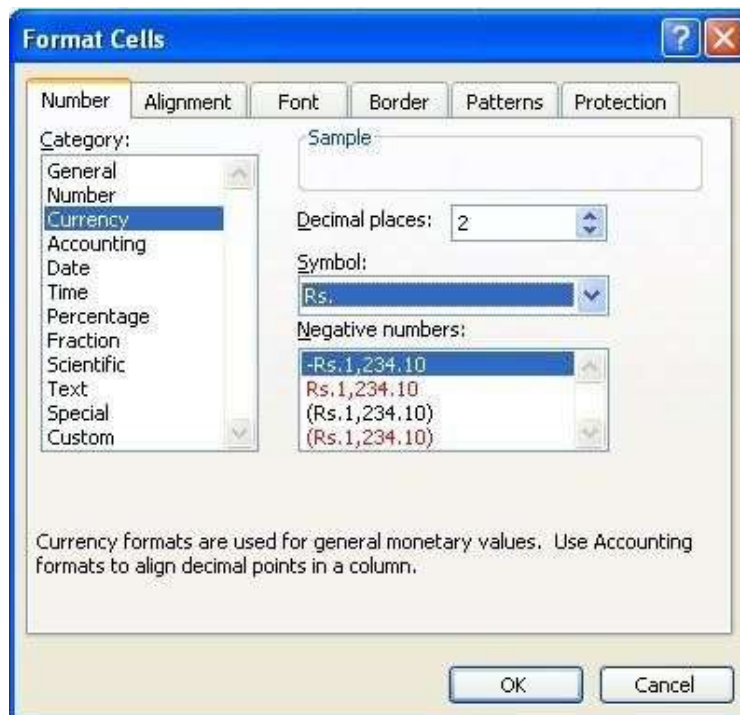 Format Cells
Number Alignment Font Border Patterns Protection
Category:
General
Number
Currency
Accounting
Date
Time
Percentage
Fraction
Scientific
Text
Special
Custom
Sample
Decimal places: 2
Symbol:
Rs.
Negative numbers:
-Rs.1,234.10
Rs.1,234.10
(Rs.1,234.10)
(Rs.1,234.10)
Currency formats are used for general monetary values.  Use Accounting
formats to align decimal points in a column.
OK Cancel